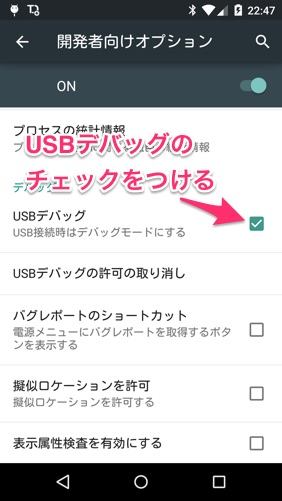 22:47
開発者向けオプション
ON
プロセスの統計情報
USBデバッグの
チェックをつける
USBデバッグ
USB接続時はデバッグモードにする
USBデバッグの許可の取り消し
バグレポートのショートカット
電源メニューにバグレポートを取得するボタ
ンを表示する
擬似ロケーションを許可
擬似ロケーションを許可する
表示属性検査を有効にする